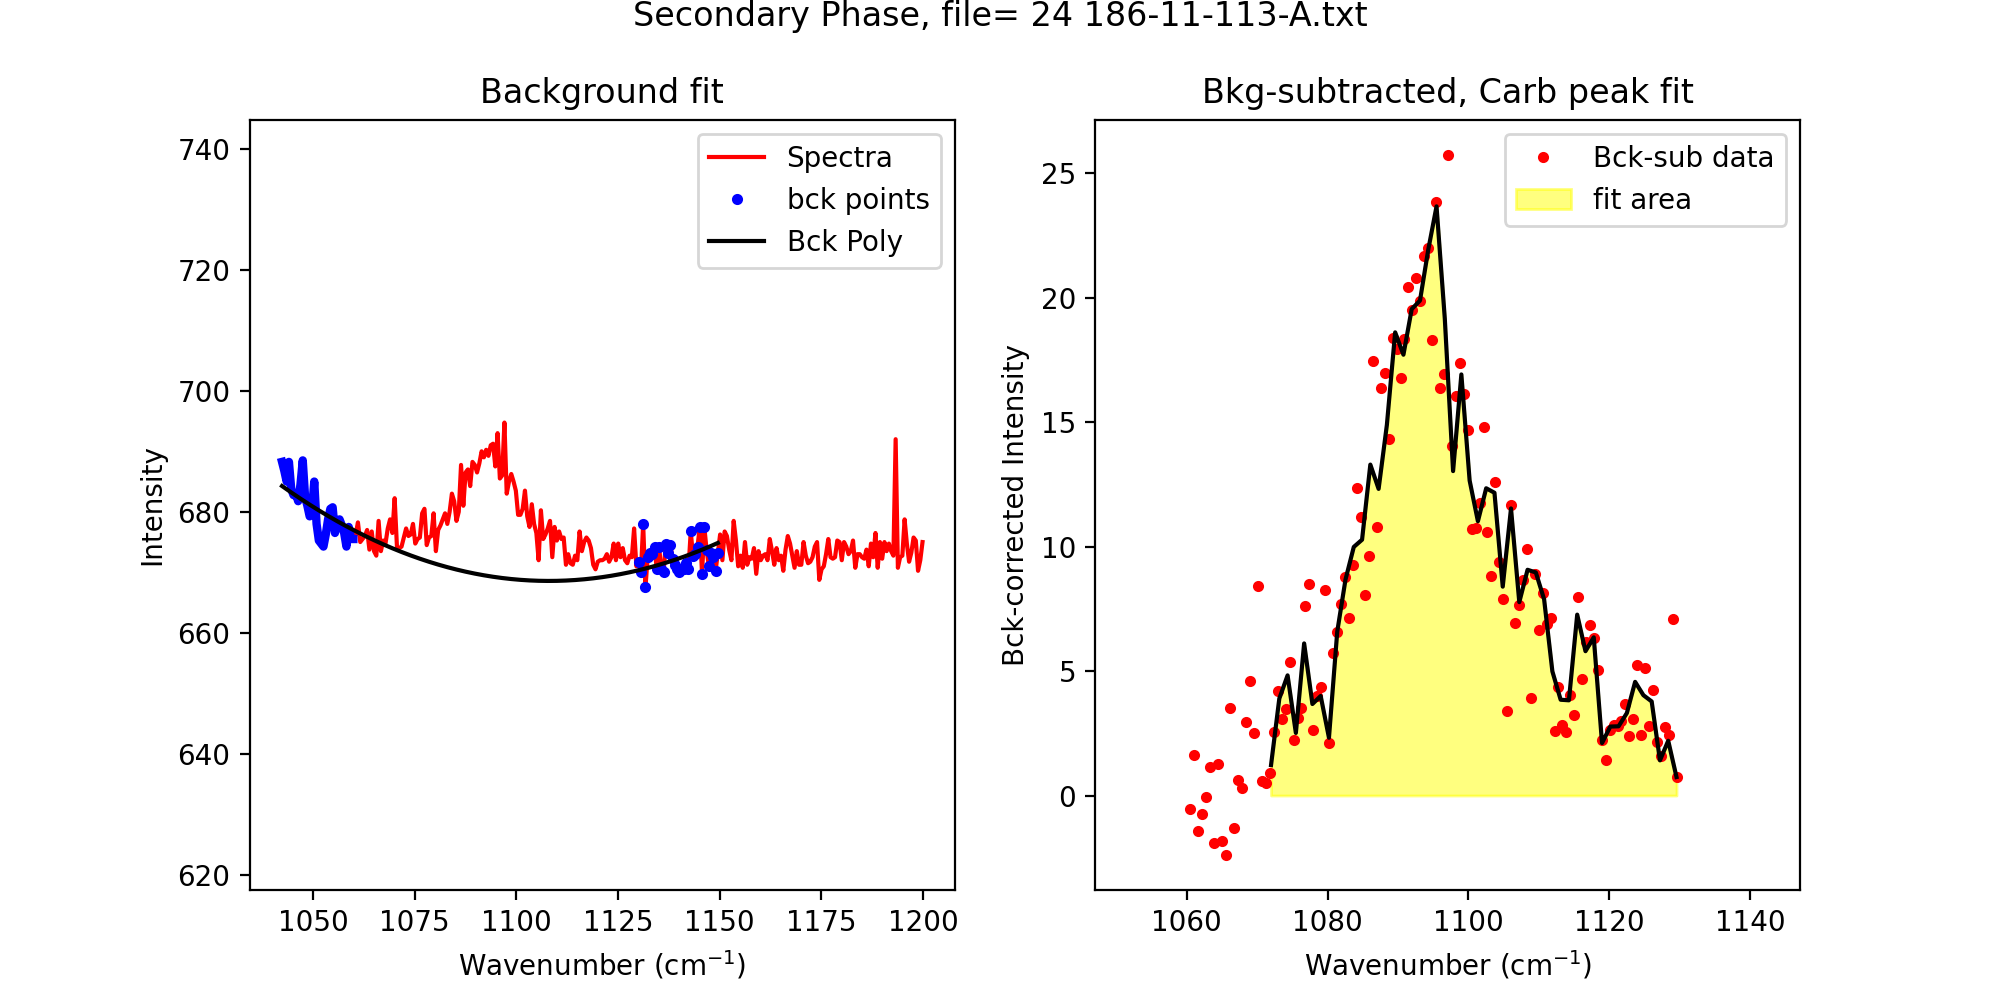 Secondary Phase, file= 24 186-11-113-A.txt
Background fit
Spectra
bck points
Bck Poly
740
720
700
680
660
640
620
Intensity
1050 1075 1100 1125 1150 1175 1200
Wavenumber (cm⁻¹)
Bkg-subtracted, Carb peak fit
Bck-sub data
fit area
25
20
15
10
5
0
Bck-corrected Intensity
1060 1080 1100 1120 1140
Wavenumber (cm⁻¹)